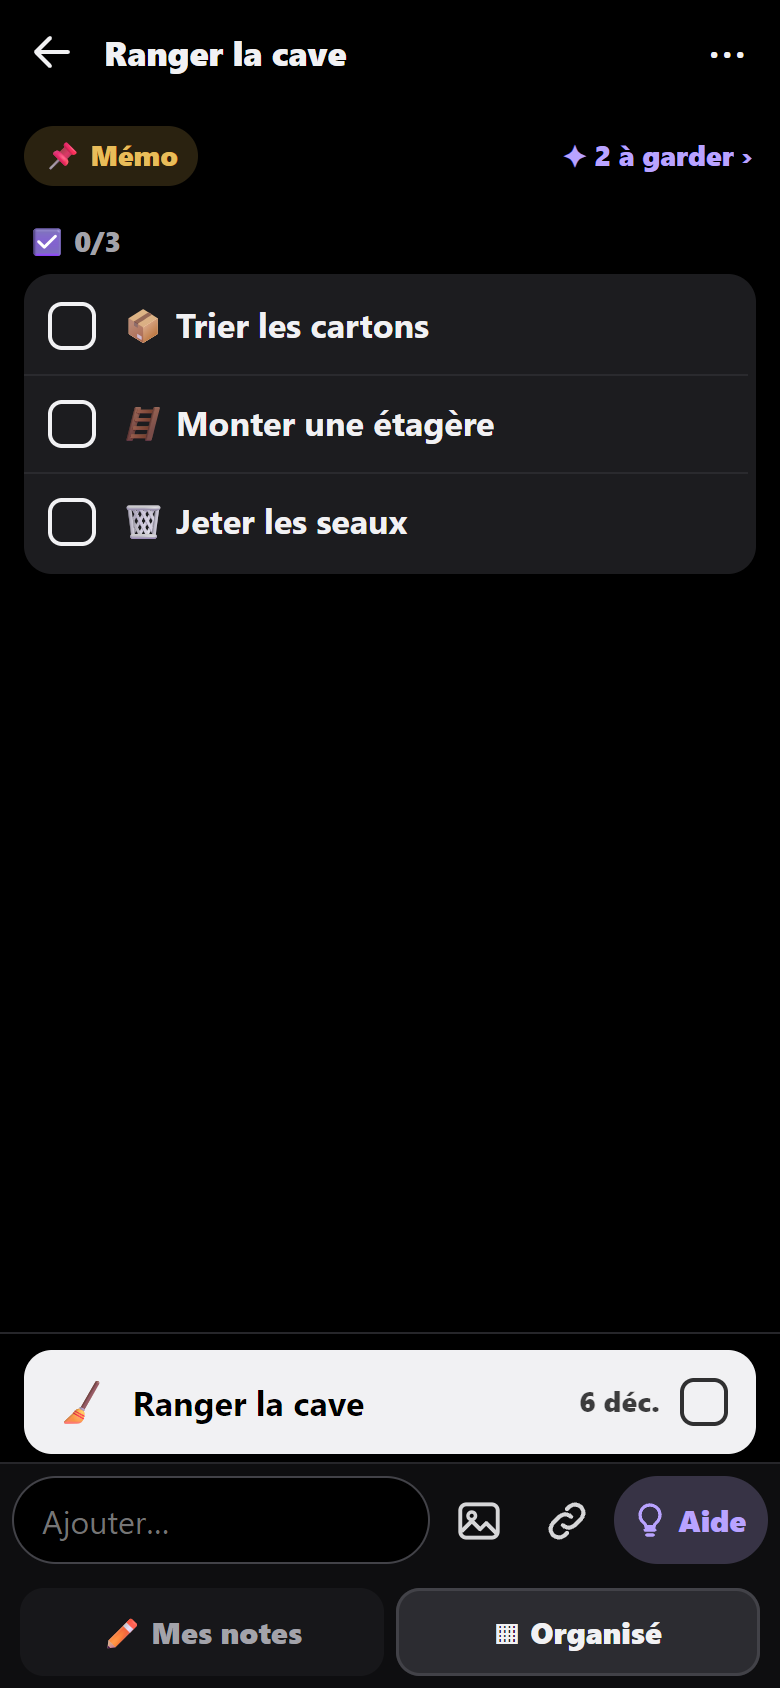 Ranger la cave
📌 Mémo
✦ 2 à garder ›
☑ 0/3
📦 Trier les cartons
🪜 Monter une étagère
🗑️ Jeter les seaux
🧹 Ranger la cave 6 déc.
Ajouter...
Aide
✏️ Mes notes
▦ Organisé